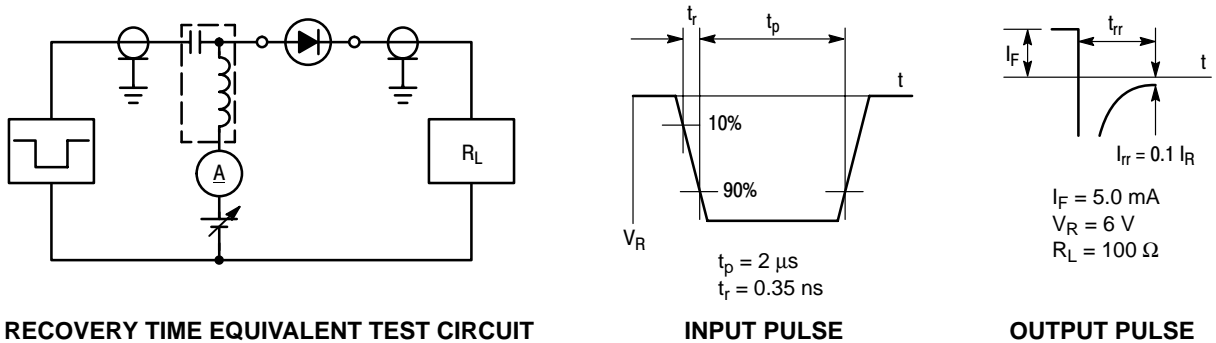 A
R_L
RECOVERY TIME EQUIVALENT TEST CIRCUIT
t_r
t_p
t
10%
90%
V_R
t_p = 2 μs
t_r = 0.35 ns
INPUT PULSE
t_rr
I_F
t
I_rr = 0.1 I_R
I_F = 5.0 mA
V_R = 6 V
R_L = 100 Ω
OUTPUT PULSE